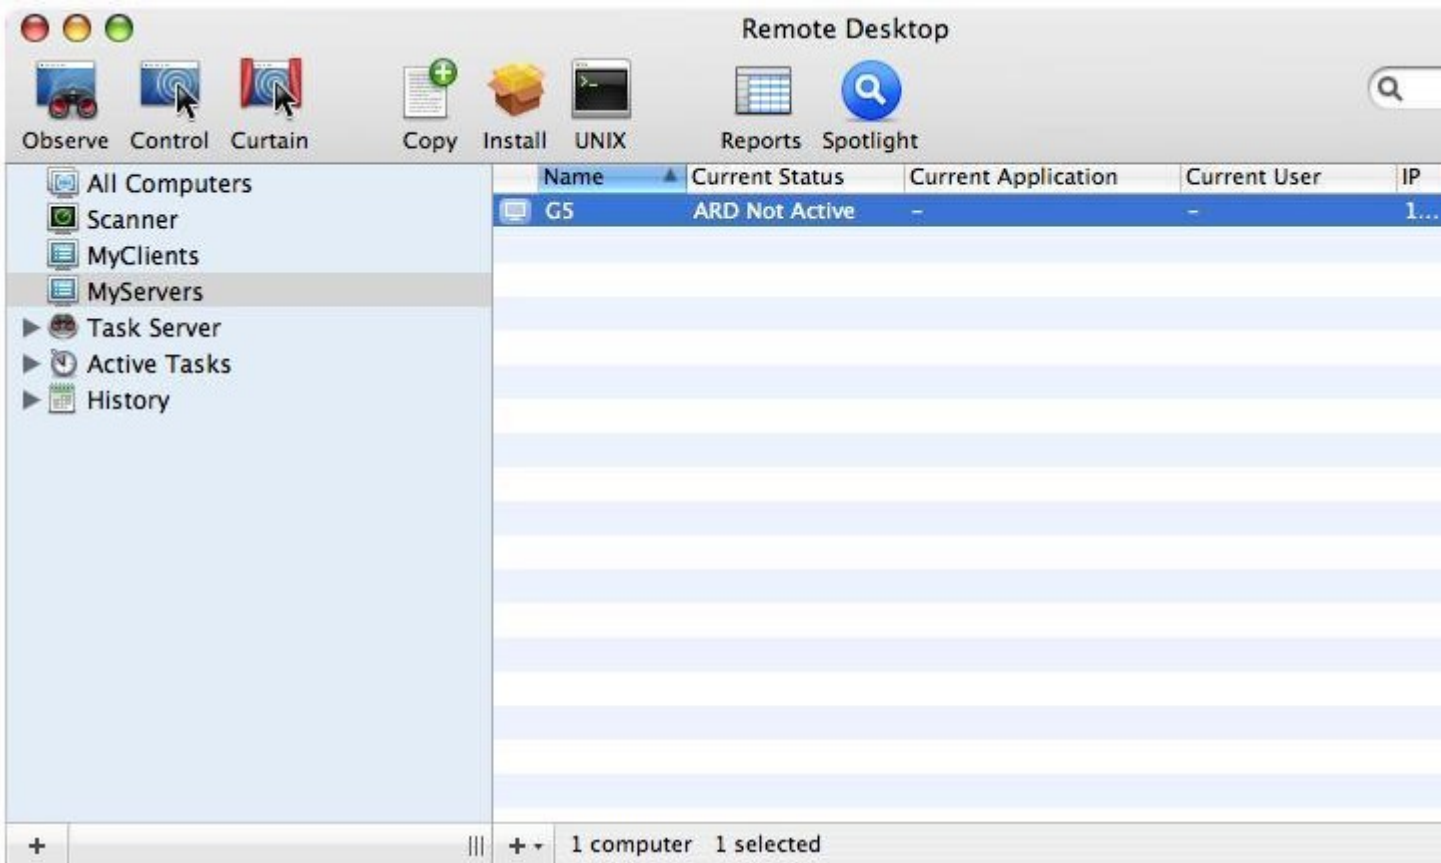 Remote Desktop
Observe Control Curtain Copy Install UNIX Reports Spotlight
All Computers
Scanner
MyClients
MyServers
Task Server
Active Tasks
History
Name Current Status Current Application Current User IP
G5 ARD Not Active - - 1...
1 computer 1 selected